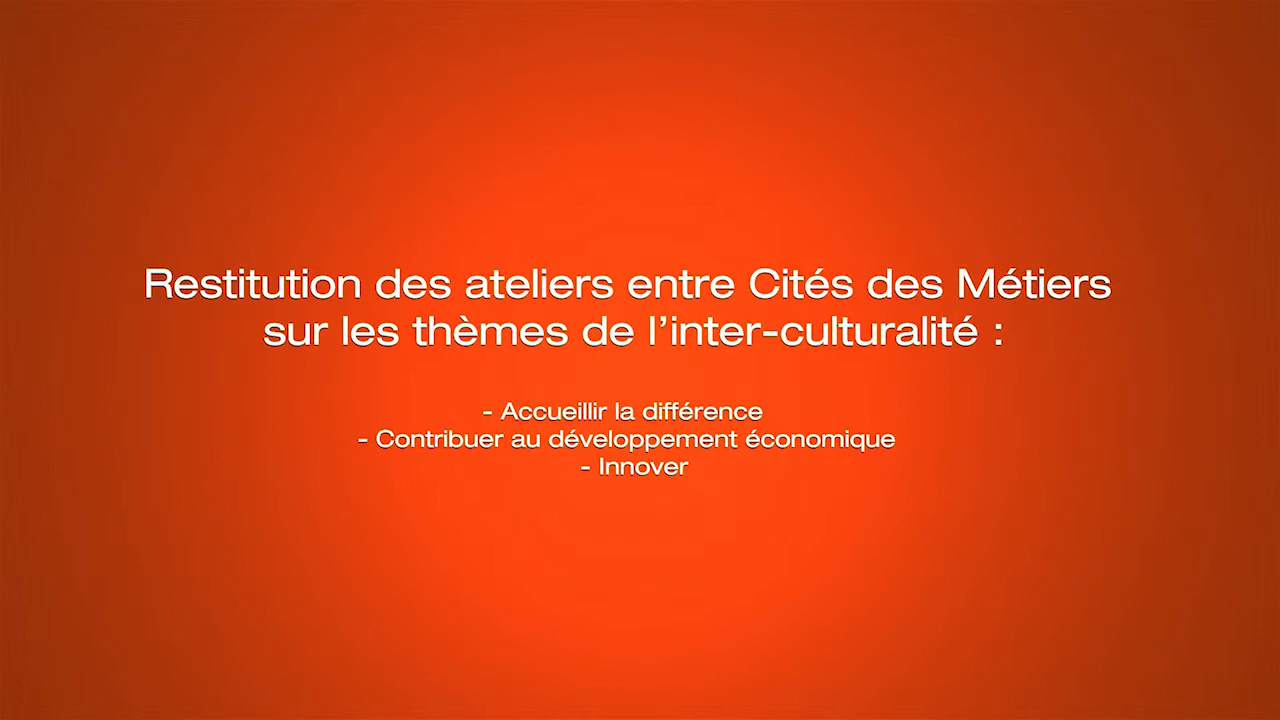 Restitution des ateliers entre Cités des Métiers
sur les thèmes de l’inter-culturalité :
- Accueillir la différence
- Contribuer au développement économique
- Innover